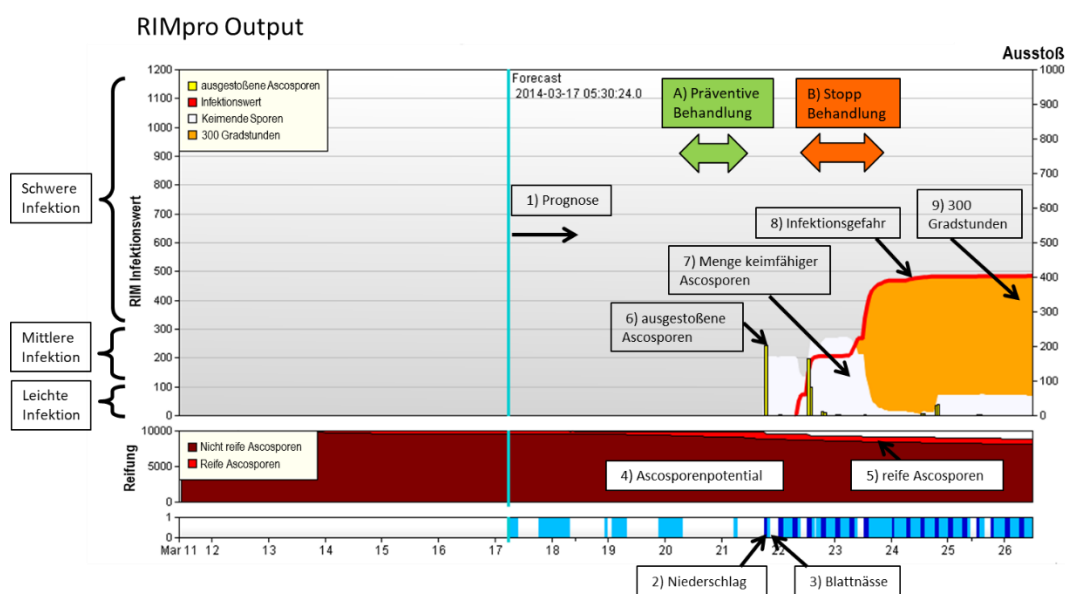 RIMpro Output
Ausstoß
Forecast
2014-03-17 05:30:24.0
ausgestoßene Ascosporen
Infektionswert
Keimende Sporen
300 Gradstunden
A) Präventive
Behandlung
B) Stopp
Behandlung
Schwere
Infektion
Mittlere
Infektion
Leichte
Infektion
RIM Infektionswert
1200
1100
1000
900
800
700
600
500
400
300
200
100
0
1000
900
800
700
600
500
400
300
200
100
0
1) Prognose
9) 300
Gradstunden
8) Infektionsgefahr
7) Menge keimfähiger
Ascosporen
6) ausgestoßene
Ascosporen
Reifung
10000
5000
0
Nicht reife Ascosporen
Reife Ascosporen
4) Ascosporenpotential
5) reife Ascosporen
1
0
Mar 11 12 13 14 15 16 17 18 19 20 21 22 23 24 25 26
2) Niederschlag
3) Blattnässe